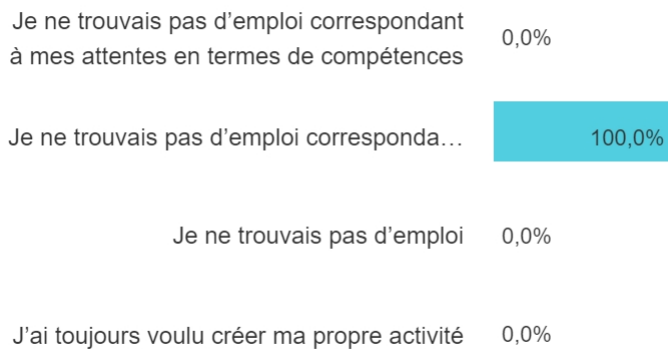 Je ne trouvais pas d’emploi correspondant
à mes attentes en termes de compétences
0,0%
Je ne trouvais pas d’emploi corresponda…
100,0%
Je ne trouvais pas d’emploi
0,0%
J’ai toujours voulu créer ma propre activité
0,0%